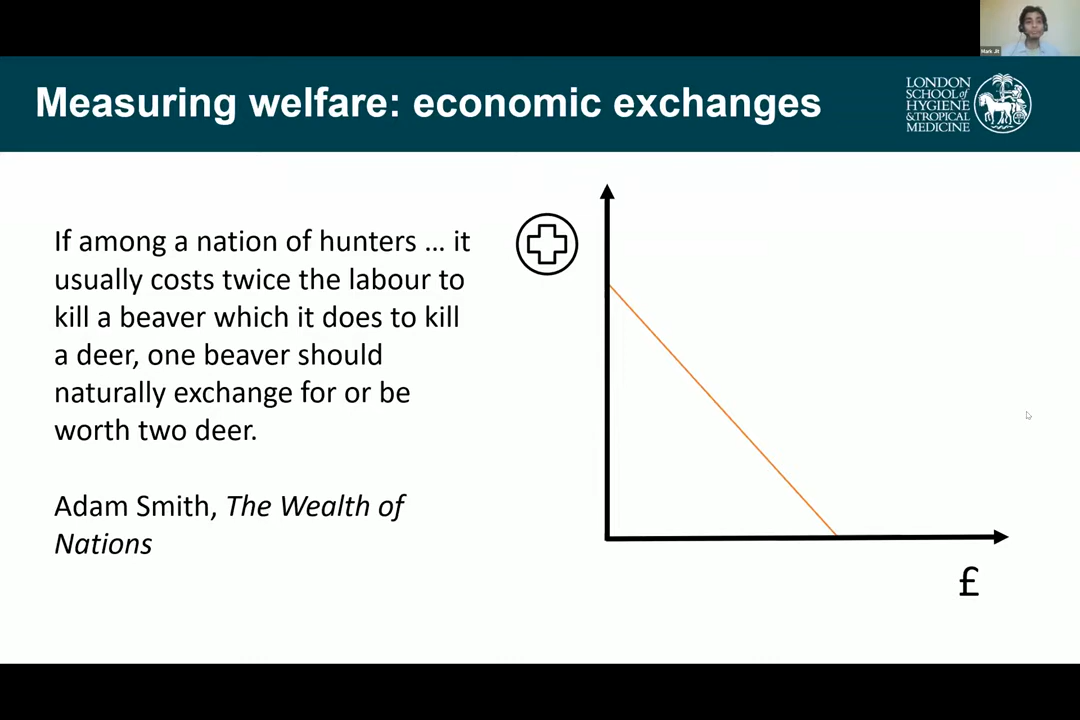 Mark Jit
Measuring welfare: economic exchanges
LONDON
SCHOOL of
HYGIENE
& TROPICAL
MEDICINE
If among a nation of hunters … it
usually costs twice the labour to
kill a beaver which it does to kill
a deer, one beaver should
naturally exchange for or be
worth two deer.
Adam Smith, The Wealth of
Nations
£